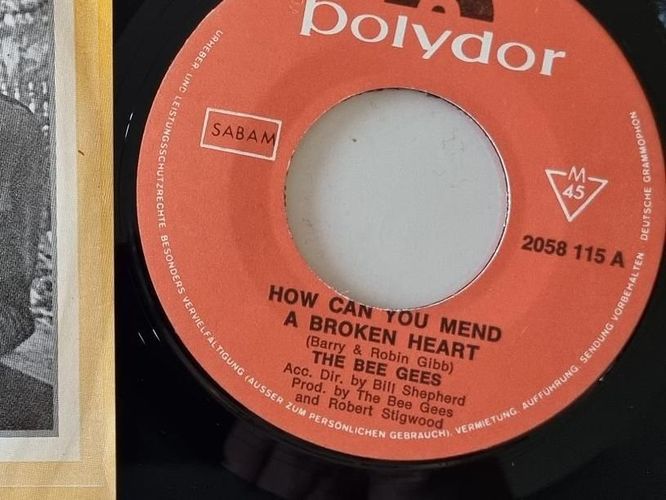 polydor
SABAM
M
45
2058 115 A
HOW CAN YOU MEND
A BROKEN HEART
(Barry & Robin Gibb)
THE BEE GEES
Acc. Dir. by Bill Shepherd
Prod. by The Bee Gees
and Robert Stigwood
URHEBER UND LEISTUNGSSCHUTZRECHTE BESONDERS VERVIELFÄLTIGUNG (AUSSER ZUM PERSÖNLICHEN GEBRAUCH), VERMIETUNG, AUFFÜHRUNG, SENDUNG VORBEHALTEN DEUTSCHE GRAMMOPHON